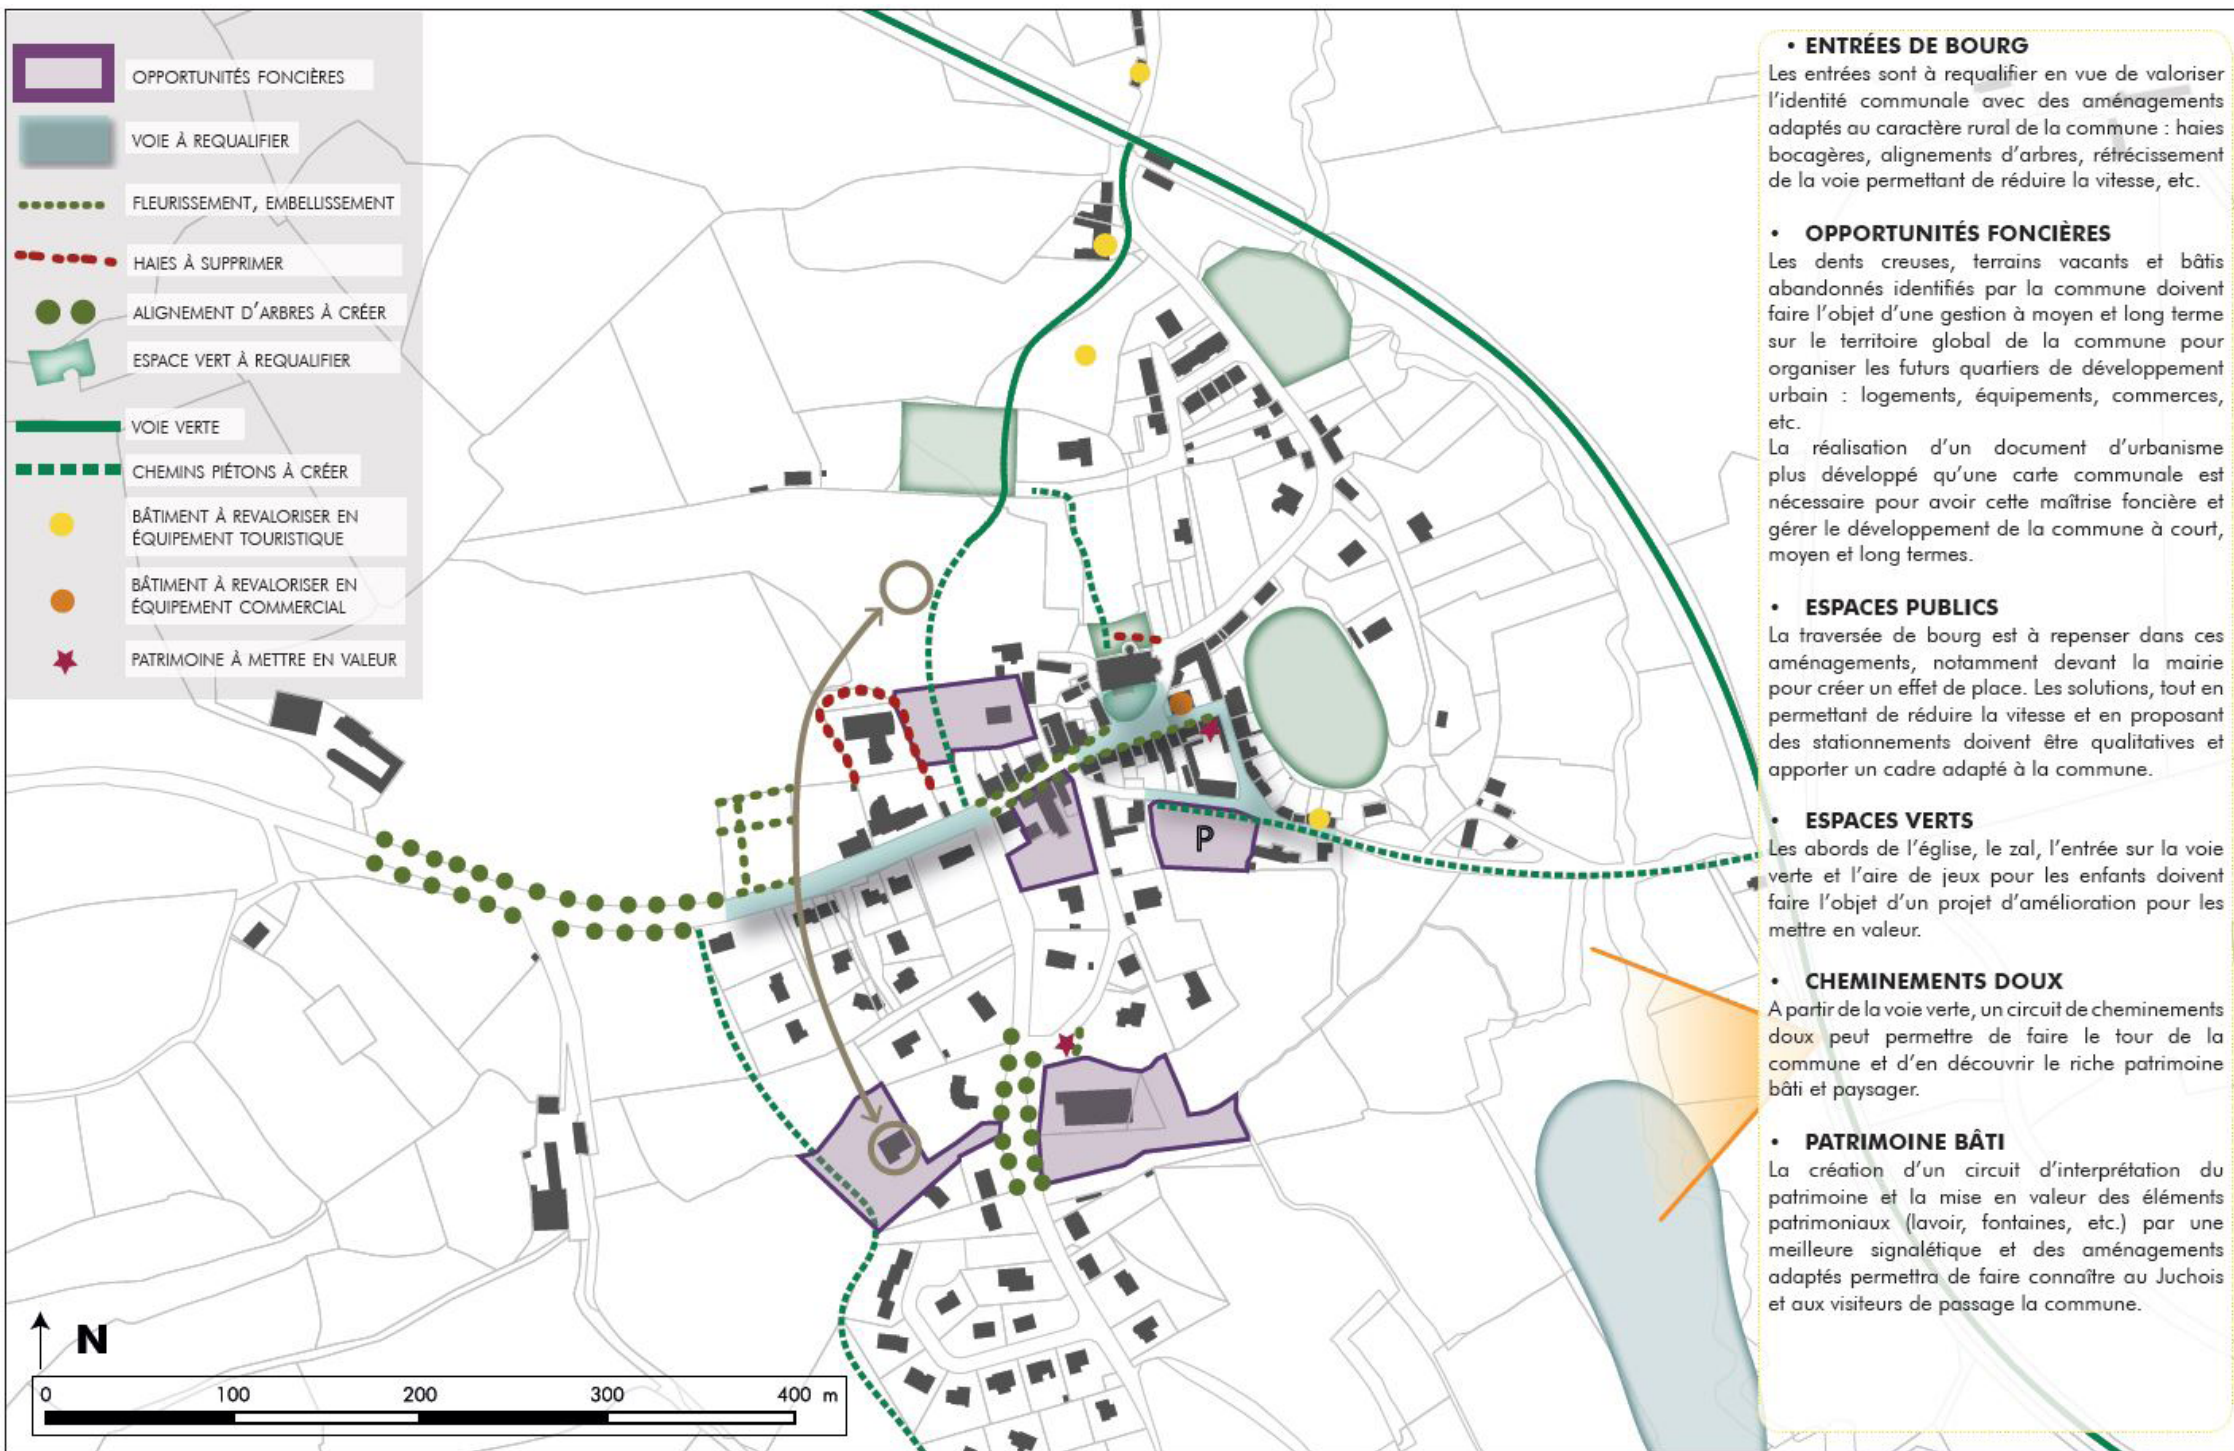 OPPORTUNITÉS FONCIÈRES
VOIE À REQUALIFIER
FLEURISSEMENT, EMBELLISSEMENT
HAIES À SUPPRIMER
ALIGNEMENT D'ARBRES À CRÉER
ESPACE VERT À REQUALIFIER
VOIE VERTE
CHEMINS PIÉTONS À CRÉER
BÂTIMENT À REVALORISER EN
ÉQUIPEMENT TOURISTIQUE
BÂTIMENT À REVALORISER EN
ÉQUIPEMENT COMMERCIAL
PATRIMOINE À METTRE EN VALEUR
P
N
0 100 200 300 400 m
• ENTRÉES DE BOURG
Les entrées sont à requalifier en vue de valoriser
l'identité communale avec des aménagements
adaptés au caractère rural de la commune : haies
bocagères, alignements d'arbres, rétrécissement
de la voie permettant de réduire la vitesse, etc.
• OPPORTUNITÉS FONCIÈRES
Les dents creuses, terrains vacants et bâtis
abandonnés identifiés par la commune doivent
faire l'objet d'une gestion à moyen et long terme
sur le territoire global de la commune pour
organiser les futurs quartiers de développement
urbain : logements, équipements, commerces,
etc.
La réalisation d'un document d'urbanisme
plus développé qu'une carte communale est
nécessaire pour avoir cette maîtrise foncière et
gérer le développement de la commune à court,
moyen et long termes.
• ESPACES PUBLICS
La traversée de bourg est à repenser dans ces
aménagements, notamment devant la mairie
pour créer un effet de place. Les solutions, tout en
permettant de réduire la vitesse et en proposant
des stationnements doivent être qualitatives et
apporter un cadre adapté à la commune.
• ESPACES VERTS
Les abords de l'église, le zal, l'entrée sur la voie
verte et l'aire de jeux pour les enfants doivent
faire l'objet d'un projet d'amélioration pour les
mettre en valeur.
• CHEMINEMENTS DOUX
A partir de la voie verte, un circuit de cheminements
doux peut permettre de faire le tour de la
commune et d'en découvrir le riche patrimoine
bâti et paysager.
• PATRIMOINE BÂTI
La création d'un circuit d'interprétation du
patrimoine et la mise en valeur des éléments
patrimoniaux (lavoir, fontaines, etc.) par une
meilleure signalétique et des aménagements
adaptés permettra de faire connaître au Juchois
et aux visiteurs de passage la commune.